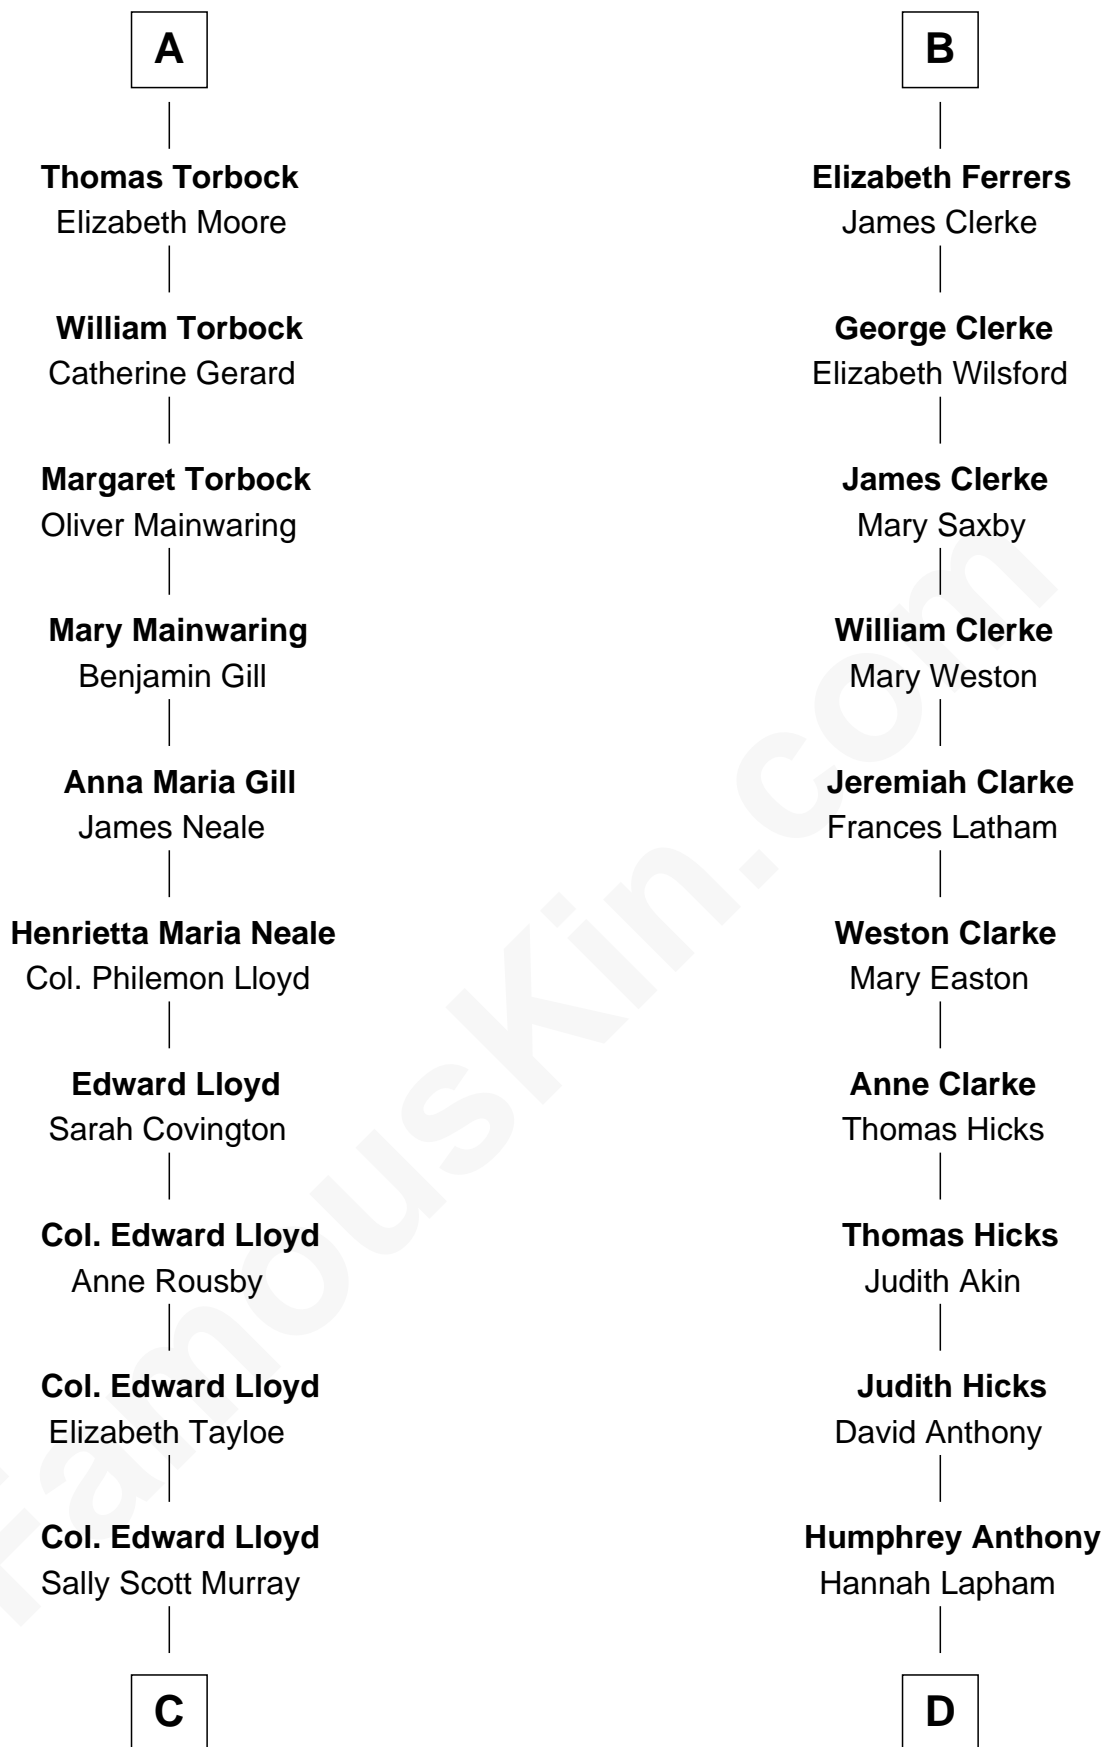 A
Thomas Torbock
Elizabeth Moore
William Torbock
Catherine Gerard
Margaret Torbock
Oliver Mainwaring
Mary Mainwaring
Benjamin Gill
Anna Maria Gill
James Neale
Henrietta Maria Neale
Col. Philemon Lloyd
Edward Lloyd
Sarah Covington
Col. Edward Lloyd
Anne Rousby
Col. Edward Lloyd
Elizabeth Tayloe
Col. Edward Lloyd
Sally Scott Murray
C
B
Elizabeth Ferrers
James Clerke
George Clerke
Elizabeth Wilsford
James Clerke
Mary Saxby
William Clerke
Mary Weston
Jeremiah Clarke
Frances Latham
Weston Clarke
Mary Easton
Anne Clarke
Thomas Hicks
Thomas Hicks
Judith Akin
Judith Hicks
David Anthony
Humphrey Anthony
Hannah Lapham
D
FamousKin.com